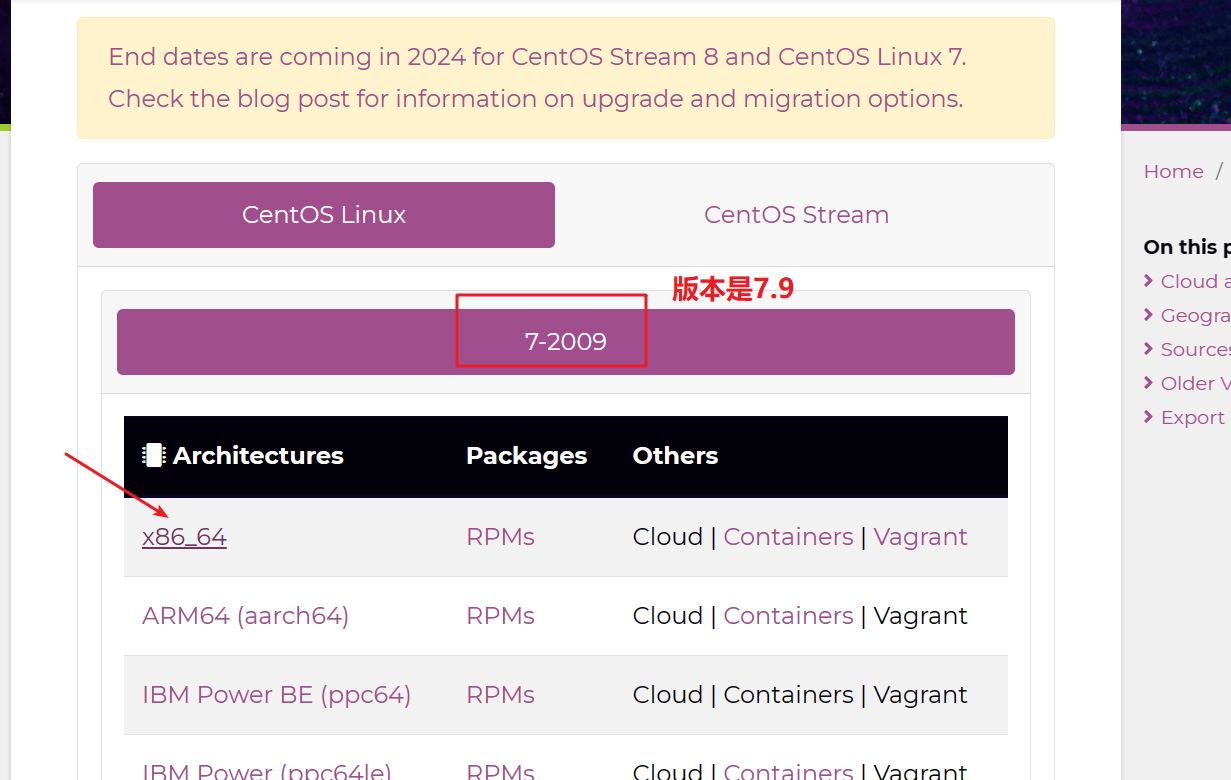 End dates are coming in 2024 for CentOS Stream 8 and CentOS Linux 7.
Check the blog post for information on upgrade and migration options.
CentOS Linux
CentOS Stream
Home /
版本是7.9
7-2009
On this p
Cloud a
Geogra
Sources
Older V
Export
Architectures Packages Others
x86_64 RPMs Cloud | Containers | Vagrant
ARM64 (aarch64) RPMs Cloud | Containers | Vagrant
IBM Power BE (ppc64) RPMs Cloud | Containers | Vagrant
IBM Power (ppc64le) RPMs Cloud | Containers | Vagrant